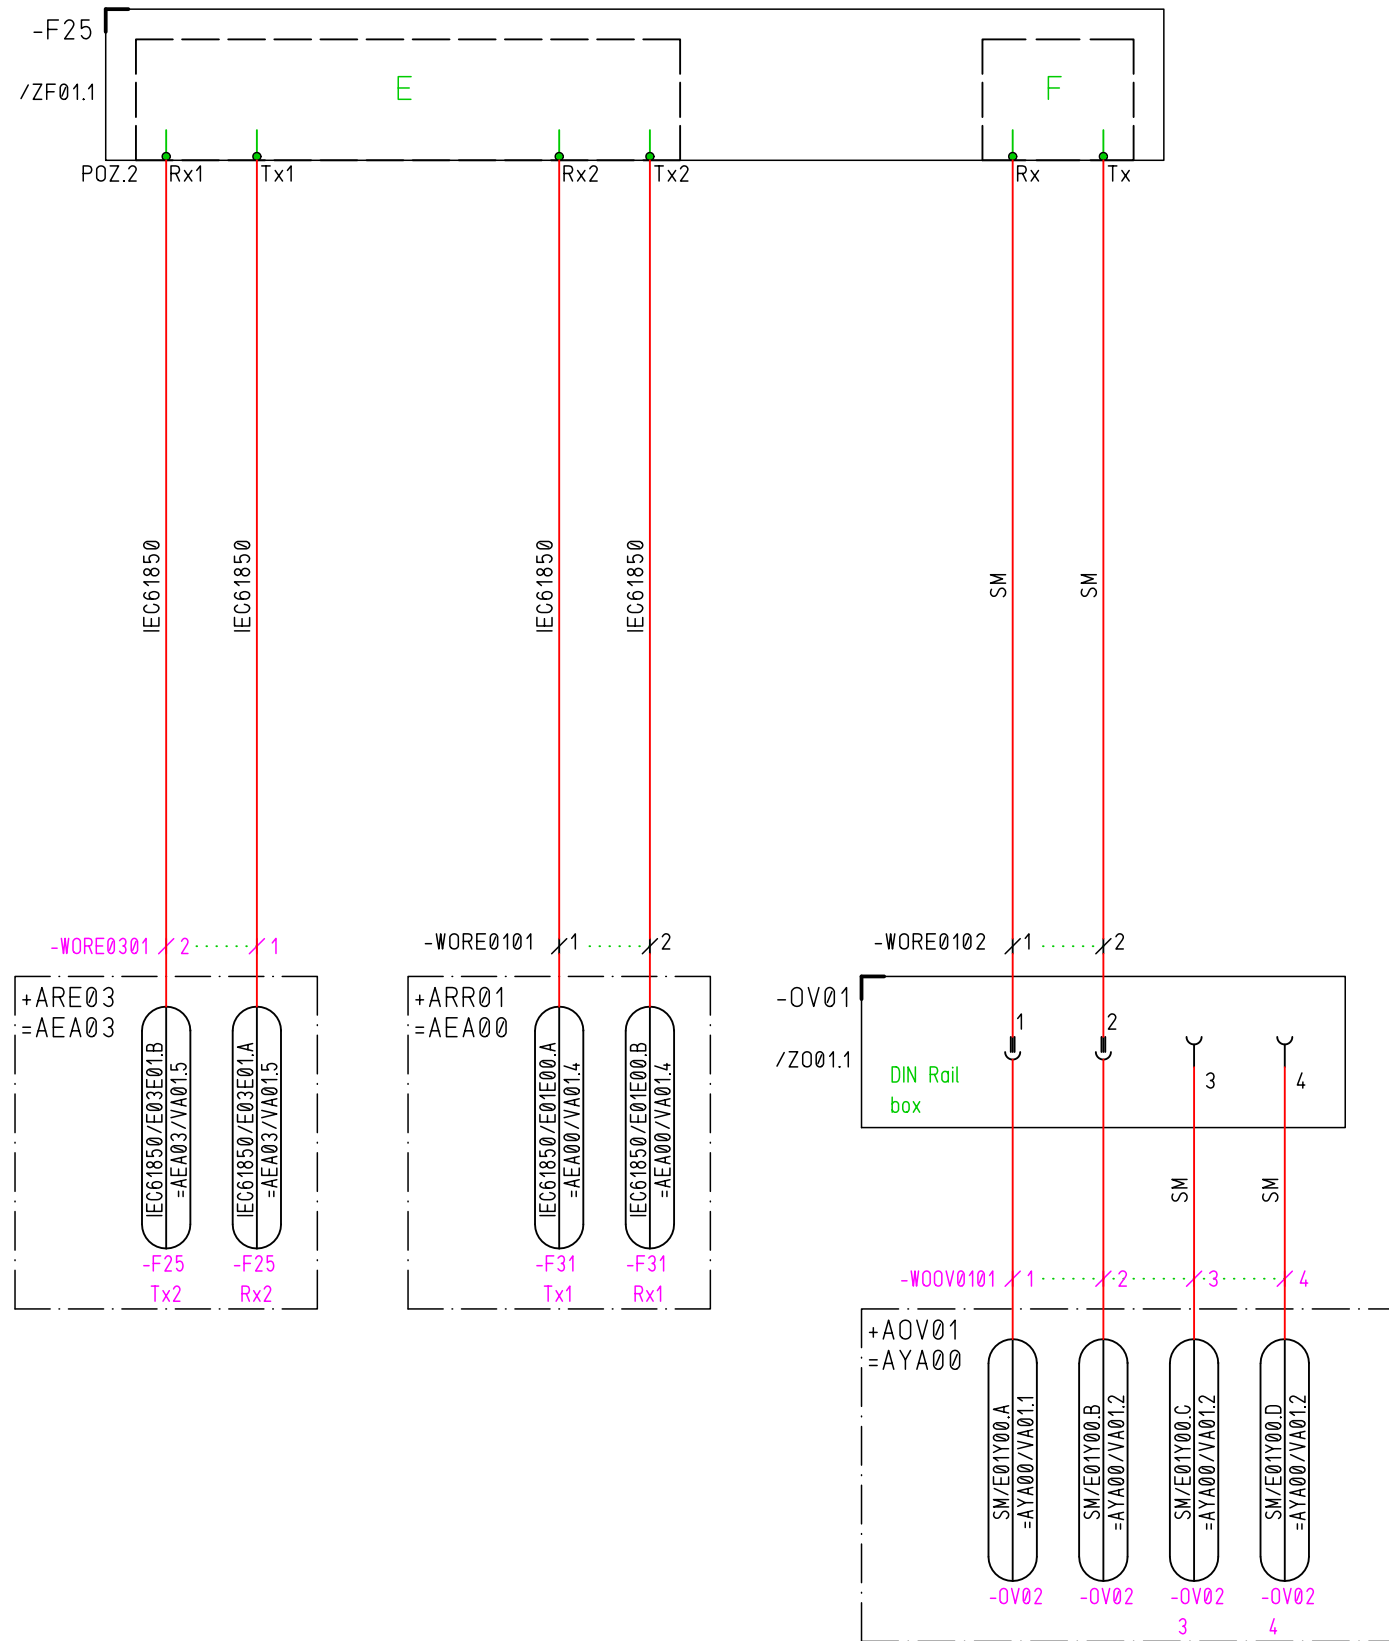 -F25
/ZF01.1
E
F
POZ.2
Rx1
Tx1
Rx2
Tx2
Rx
Tx
IEC61850
IEC61850
IEC61850
IEC61850
SM
SM
-WORE0301
2
1
-WORE0101
1
2
-WORE0102
1
2
+ARE03
=AEA03
IEC61850/E03E01.B
=AEA03/VA01.5
IEC61850/E03E01.A
=AEA03/VA01.5
-F25
Tx2
-F25
Rx2
+ARR01
=AEA00
IEC61850/E01E00.A
=AEA00/VA01.4
IEC61850/E01E00.B
=AEA00/VA01.4
-F31
Tx1
-F31
Rx1
-OV01
/ZO01.1
DIN Rail
box
1
2
3
4
SM
SM
-WOOV0101
1
2
3
4
+AOV01
=AYA00
SM/E01Y00.A
=AYA00/VA01.1
SM/E01Y00.B
=AYA00/VA01.2
SM/E01Y00.C
=AYA00/VA01.2
SM/E01Y00.D
=AYA00/VA01.2
-OV02
-OV02
-OV02
3
-OV02
4